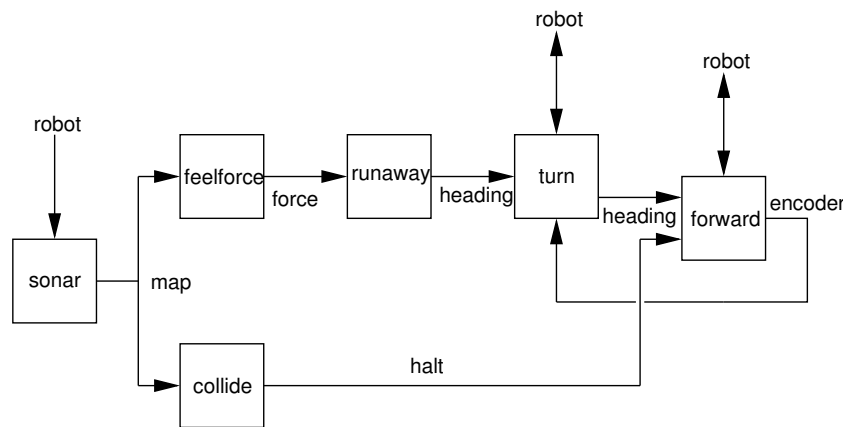 robot
robot
robot
feelforce
force
runaway
heading
turn
heading
forward
encoder
sonar
map
halt
collide